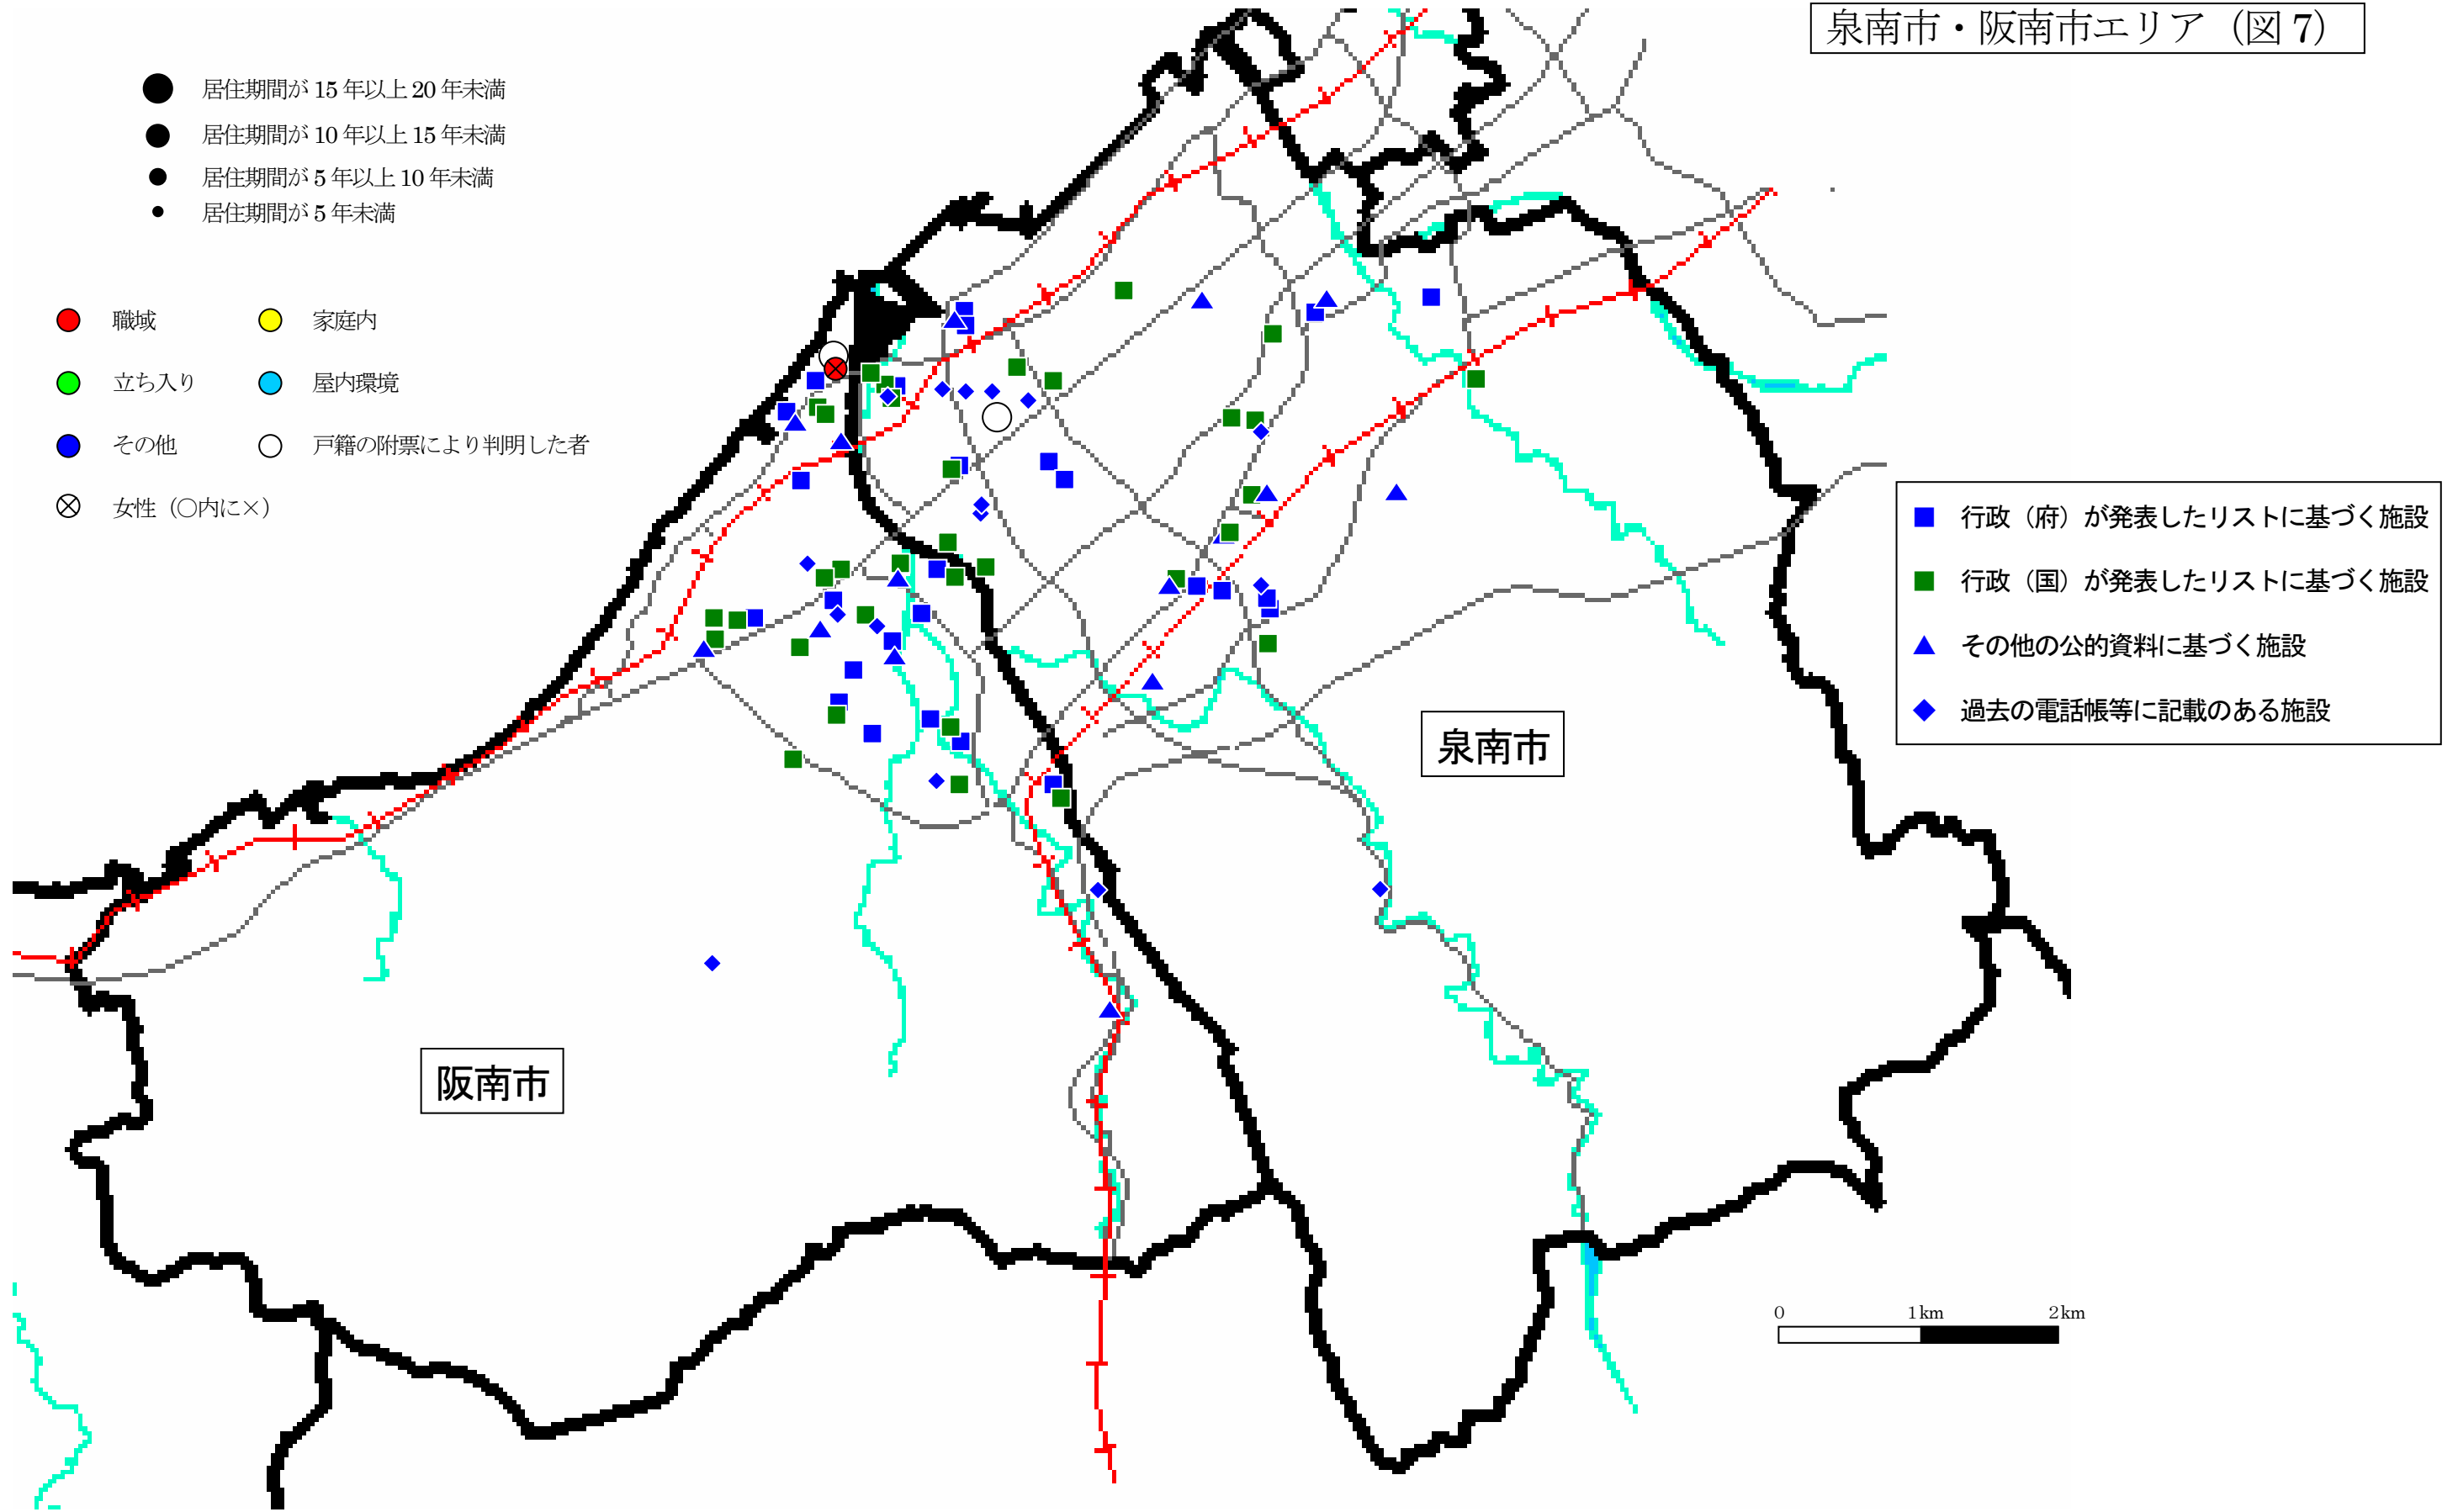 泉南市・阪南市エリア（図 7）
居住期間が 15 年以上 20 年未満
居住期間が 10 年以上 15 年未満
居住期間が 5 年以上 10 年未満
居住期間が 5 年未満
職域
家庭内
立ち入り
屋内環境
その他
戸籍の附票により判明した者
女性（○内に×）
行政（府）が発表したリストに基づく施設
行政（国）が発表したリストに基づく施設
その他の公的資料に基づく施設
過去の電話帳等に記載のある施設
泉南市
阪南市
0 1km 2km